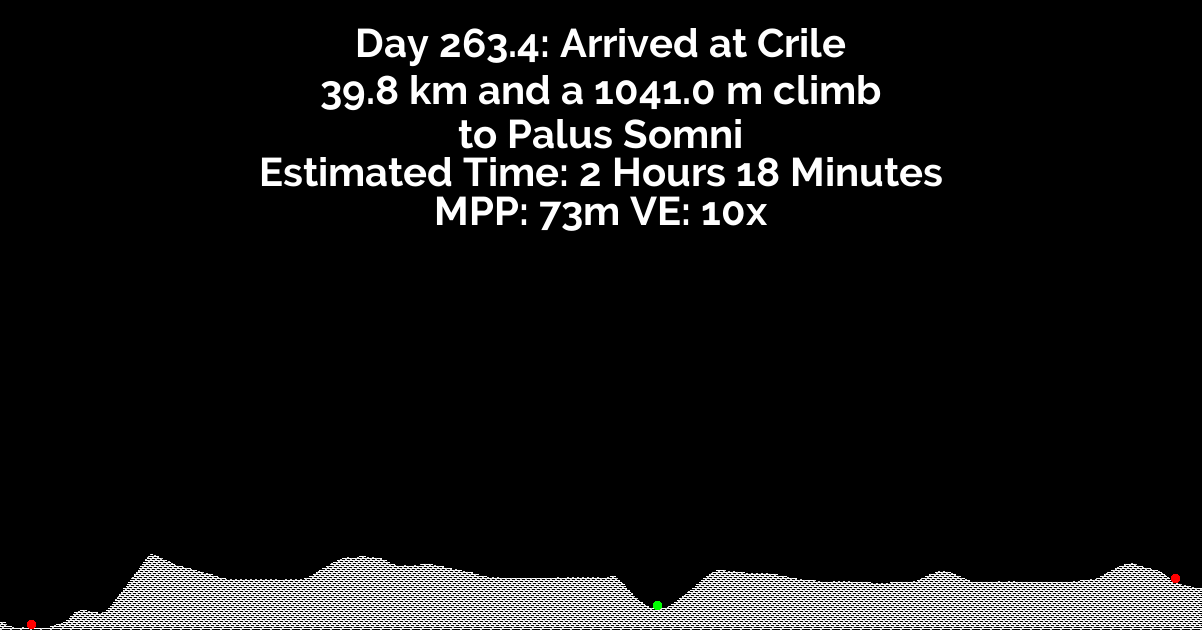 Day 263.4: Arrived at Crile
39.8 km and a 1041.0 m climb
to Palus Somni
Estimated Time: 2 Hours 18 Minutes
MPP: 73m VE: 10x